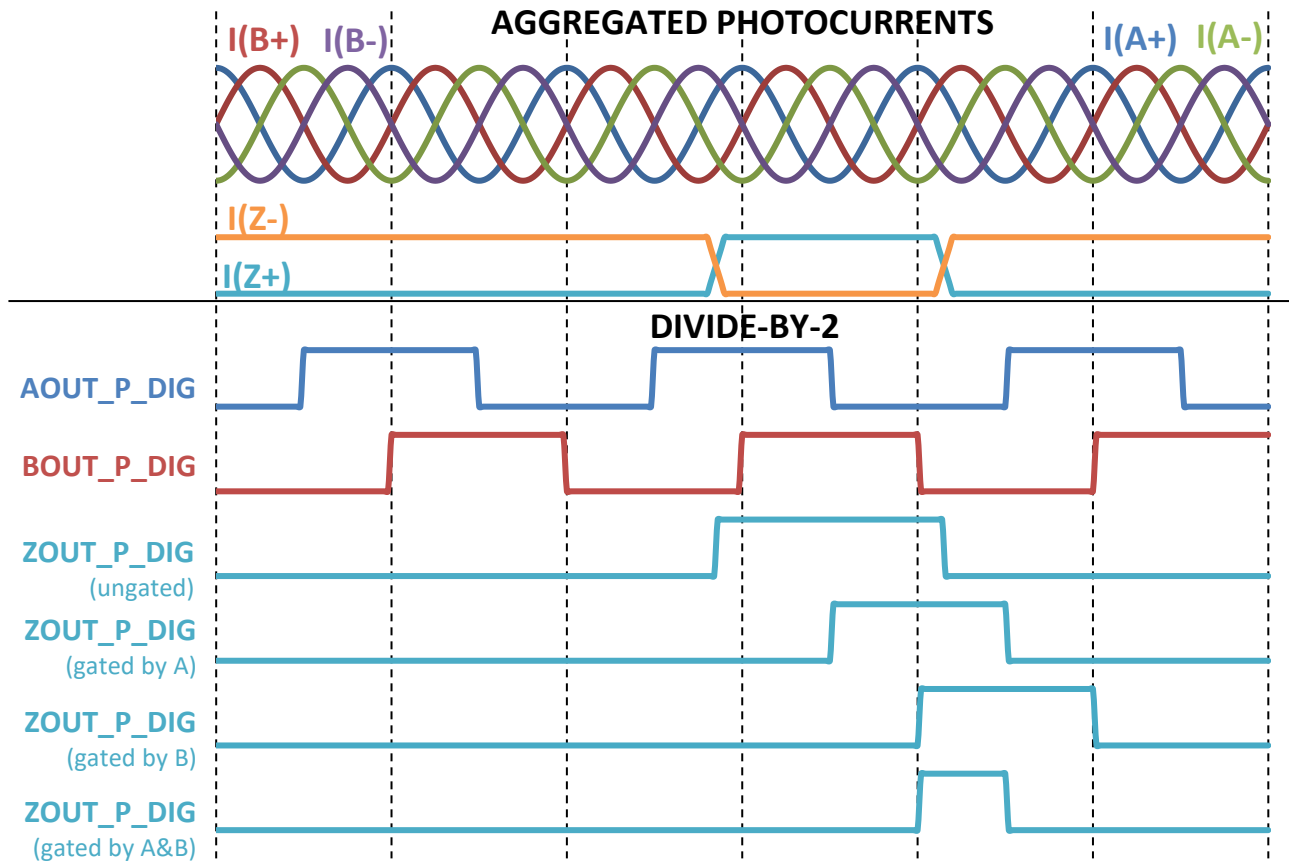 AGGREGATED PHOTOCURRENTS
I(B+) I(B-) I(A+) I(A-)
I(Z-)
I(Z+)
DIVIDE-BY-2
AOUT_P_DIG
BOUT_P_DIG
ZOUT_P_DIG
(ungated)
ZOUT_P_DIG
(gated by A)
ZOUT_P_DIG
(gated by B)
ZOUT_P_DIG
(gated by A&B)